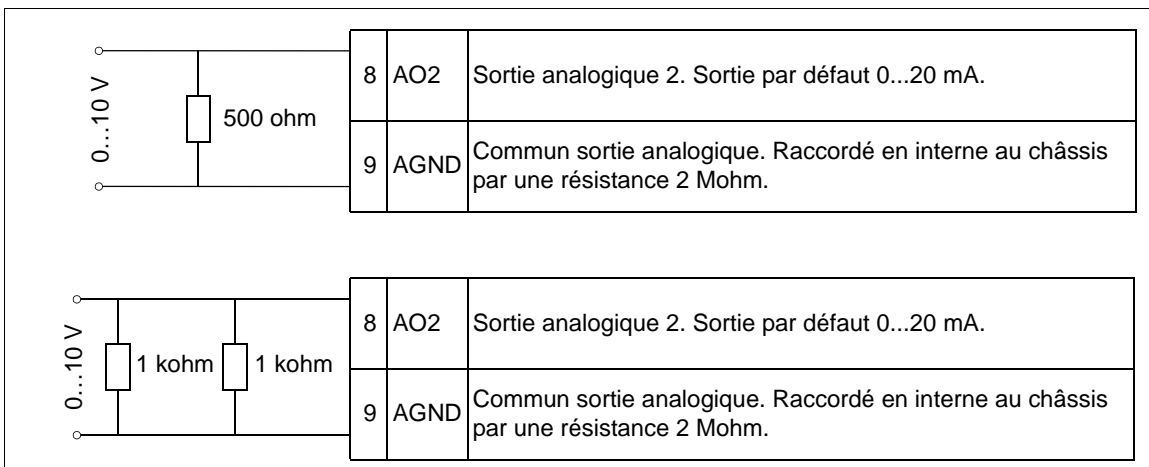 0...10 V
500 ohm
8 AO2 Sortie analogique 2. Sortie par défaut 0...20 mA.
9 AGND Commun sortie analogique. Raccordé en interne au châssis
par une résistance 2 Mohm.
0...10 V
1 kohm 1 kohm
8 AO2 Sortie analogique 2. Sortie par défaut 0...20 mA.
9 AGND Commun sortie analogique. Raccordé en interne au châssis
par une résistance 2 Mohm.